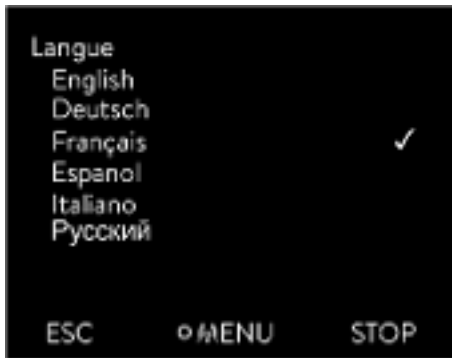 Langue
English
Deutsch
Français ✓
Espanol
Italiano
Русский
ESC MENU STOP